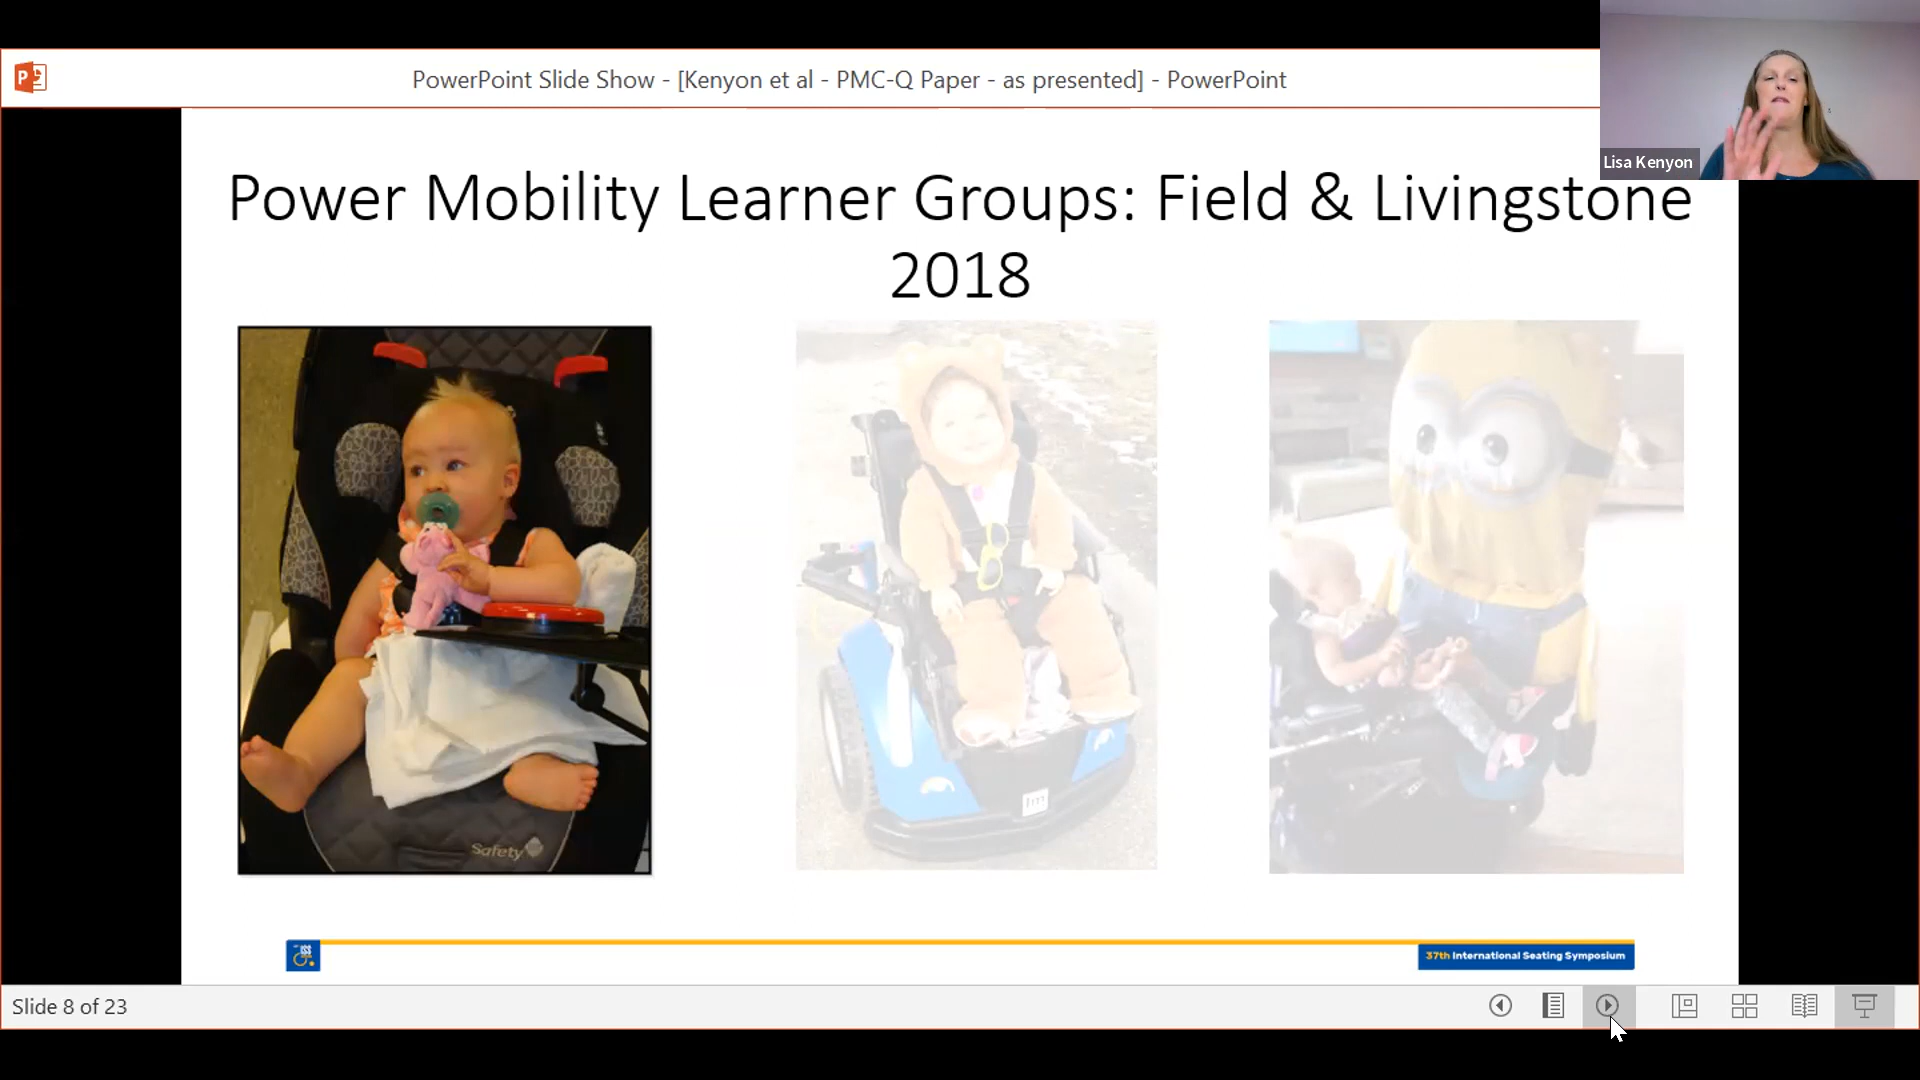 PowerPoint Slide Show - [Kenyon et al - PMC-Q Paper - as presented] - PowerPoint
Lisa Kenyon
Power Mobility Learner Groups: Field & Livingstone
2018
Safety
37th International Seating Symposium
Slide 8 of 23